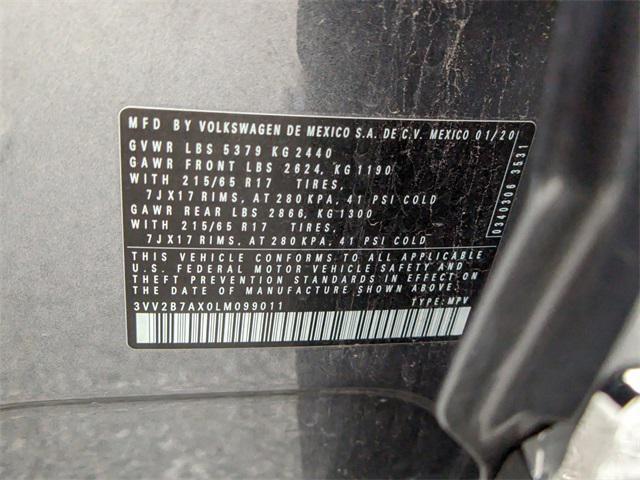 MFD BY VOLKSWAGEN DE MEXICO S.A. DE C.V. MEXICO 01/20
GVWR LBS 5379 KG 2440
GAWR FRONT LBS 2624, KG 1190
WITH 215/65 R17 TIRES,
7JX17 RIMS, AT 280 KPA, 41 PSI COLD
GAWR REAR LBS 2866, KG 1300
WITH 215/65 R17 TIRES,
7JX17 RIMS, AT 280 KPA, 41 PSI COLD
0340306 3531
THIS VEHICLE CONFORMS TO ALL APPLICABLE
U.S. FEDERAL MOTOR VEHICLE SAFETY AND
THEFT PREVENTION STANDARDS IN EFFECT ON
THE DATE OF MANUFACTURE SHOWN ABOVE.
3VV2B7AX0LM099011 TYPE: MPV